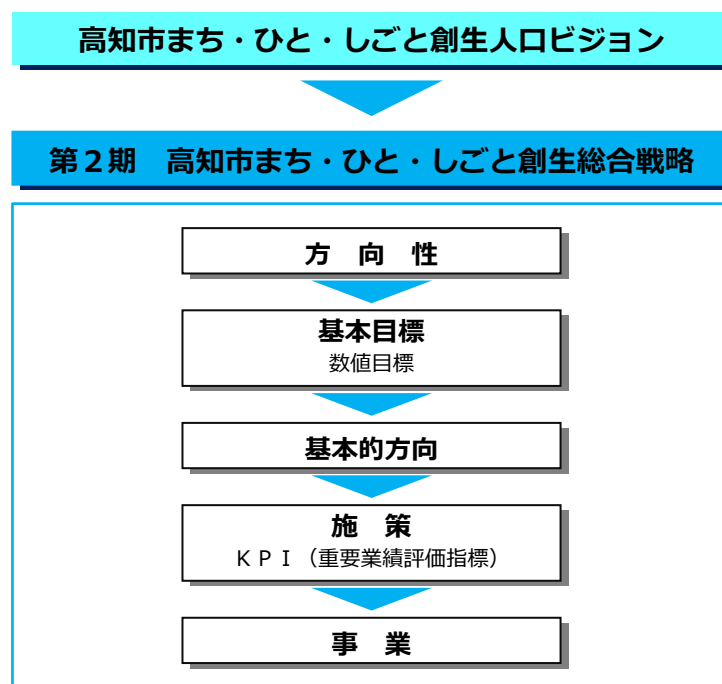 高知市まち・ひと・しごと創生人口ビジョン
第２期　高知市まち・ひと・しごと創生総合戦略
方　向　性
基本目標
数値目標
基本的方向
施　策
ＫＰＩ（重要業績評価指標）
事　業